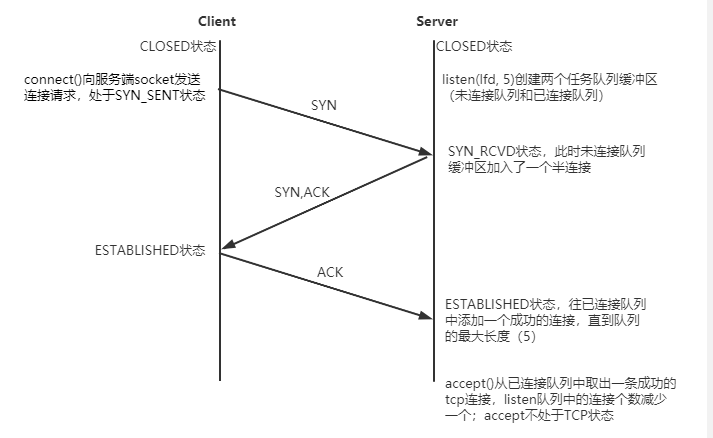 Client
Server
CLOSED状态
CLOSED状态
connect()向服务端socket发送
连接请求，处于SYN_SENT状态
listen(lfd, 5)创建两个任务队列缓冲区
（未连接队列和已连接队列）
SYN
SYN_RCVD状态，此时未连接队列
缓冲区加入了一个半连接
SYN,ACK
ESTABLISHED状态
ACK
ESTABLISHED状态，往已连接队列
中添加一个成功的连接，直到队列
的最大长度（5）
accept()从已连接队列中取出一条成功的
tcp连接，listen队列中的连接个数减少
一个；accept不处于TCP状态